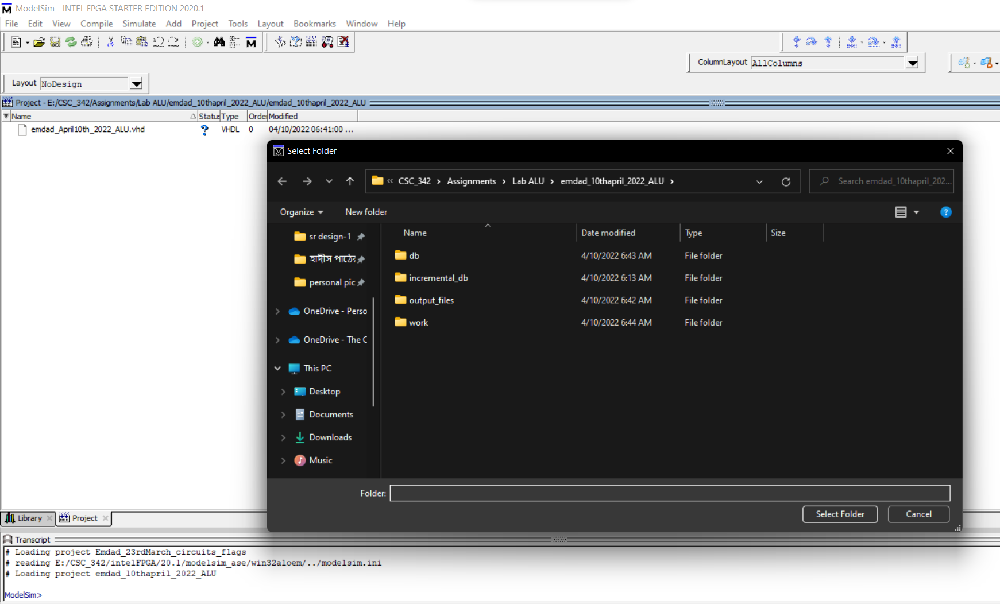 ModelSim - INTEL FPGA STARTER EDITION 2020.1
File Edit View Compile Simulate Add Project Tools Layout Bookmarks Window Help
ColumnLayout AllColumns
Layout NoDesign
Project - E:/CSC_342/Assignments/Lab ALU/emdad_10thapril_2022_ALU/emdad_10thapril_2022_ALU
Name Status Type Order Modified
emdad_April10th_2022_ALU.vhd ? VHDL 0 04/10/2022 06:41:00 ...
Select Folder
« CSC_342 > Assignments > Lab ALU > emdad_10thapril_2022_ALU >
Search emdad_10thapril_202...
Organize New folder
?
sr design-1
হাদীস পাঠের
personal pic
OneDrive - Perso
OneDrive - The C
This PC
Desktop
Documents
Downloads
Music
Name Date modified Type Size
db 4/10/2022 6:43 AM File folder
incremental_db 4/10/2022 6:13 AM File folder
output_files 4/10/2022 6:42 AM File folder
work 4/10/2022 6:44 AM File folder
Folder:
Select Folder Cancel
Library Project
Transcript
# Loading project Emdad_23rdMarch_circuits_flags
# reading E:/CSC_342/intelFPGA/20.1/modelsim_ase/win32aloem/../modelsim.ini
# Loading project emdad_10thapril_2022_ALU
ModelSim>